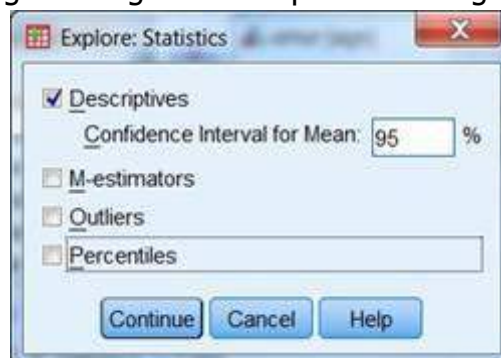 Explore: Statistics
Descriptives
Confidence Interval for Mean: 95 %
M-estimators
Outliers
Percentiles
Continue Cancel Help